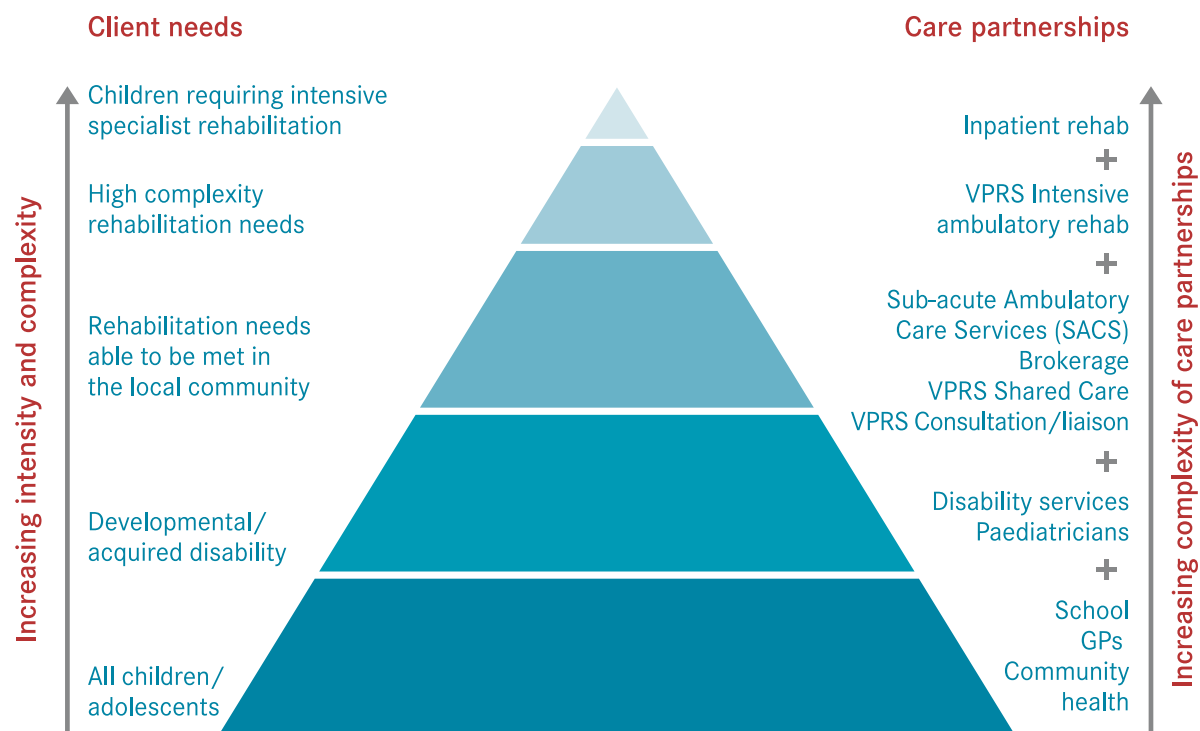 Client needs
Care partnerships
Increasing intensity and complexity
Children requiring intensive
specialist rehabilitation
High complexity
rehabilitation needs
Rehabilitation needs
able to be met in
the local community
Developmental/
acquired disability
All children/
adolescents
Inpatient rehab
+
VPRS Intensive
ambulatory rehab
+
Sub-acute Ambulatory
Care Services (SACS)
Brokerage
VPRS Shared Care
VPRS Consultation/liaison
+
Disability services
Paediatricians
+
School
GPs
Community
health
Increasing complexity of care partnerships